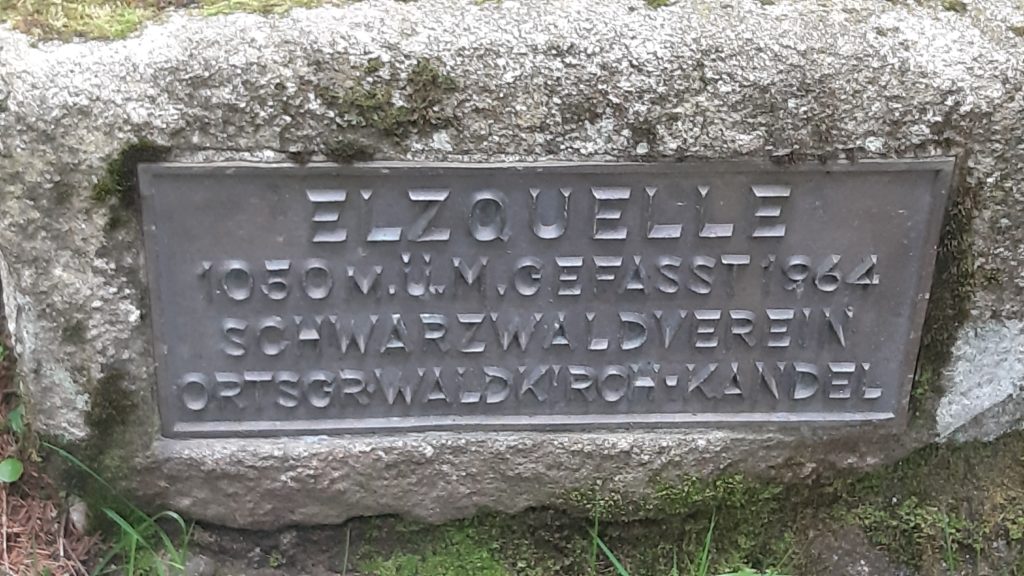 ELZQUELLE
1050 M.Ü.M.GEFASST 1964
SCHWARZWALDVEREIN
ORTSGR.WALDKIRCH-KANDEL